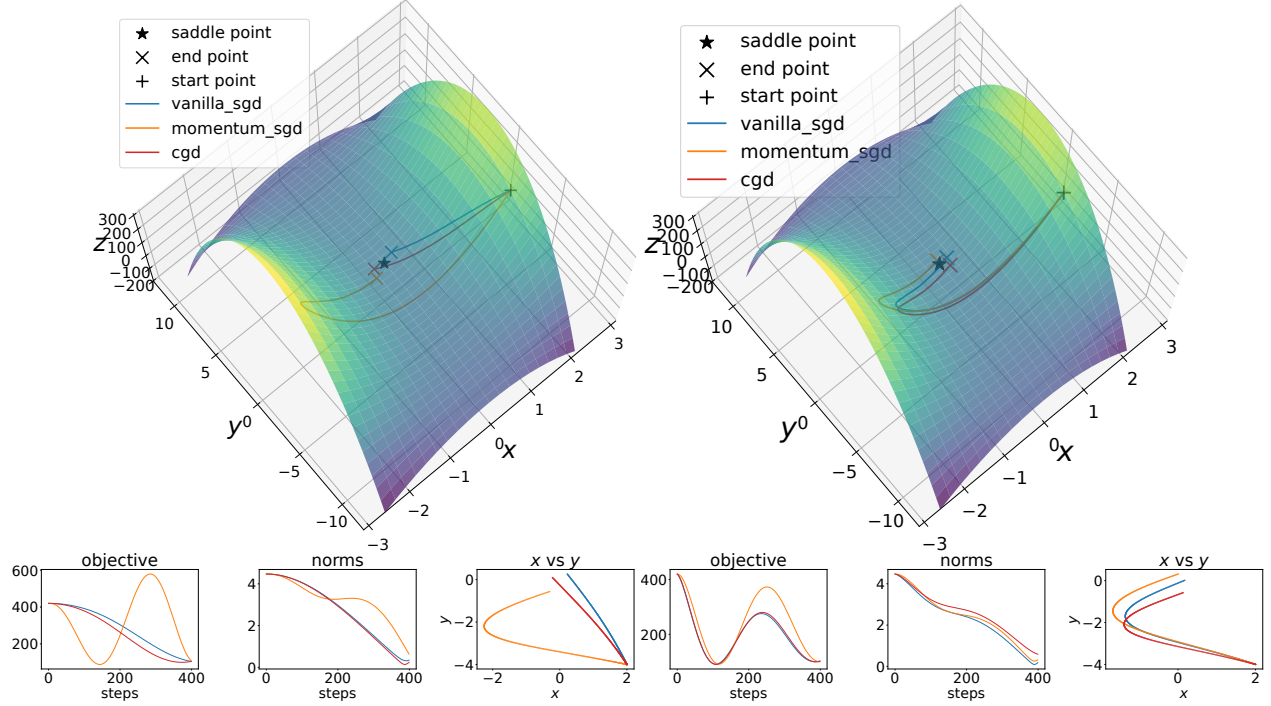 saddle point
end point
start point
vanilla_sgd
momentum_sgd
cgd
300
200
100
0
−100
−200
z
10
5
0
−5
−10
y
−3
−2
−1
0
1
2
3
x
saddle point
end point
start point
vanilla_sgd
momentum_sgd
cgd
300
200
100
0
−100
−200
z
10
5
0
−5
−10
y
−3
−2
−1
0
1
2
3
x
objective
600
400
200
0 200 400
steps
norms
4
2
0
0 200 400
steps
x vs y
0
−2
−4
y
−2 0 2
x
objective
400
200
0 200 400
steps
norms
4
2
0
0 200 400
steps
x vs y
0
−2
−4
y
0 2
x